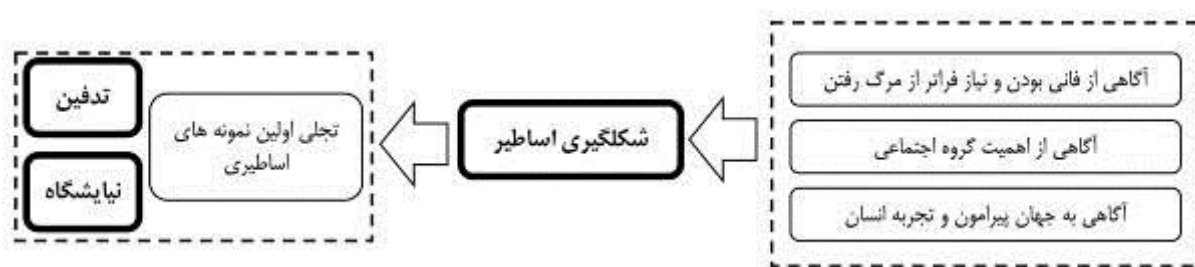 آگاهی از فانی بودن و نیاز فراتر از مرگ رفتن
آگاهی از اهمیت گروه اجتماعی
آگاهی به جهان پیرامون و تجربه انسان
شکلگیری اساطیر
تجلی اولین نمونه های
اساطیری
تدفین
نیایشگاه